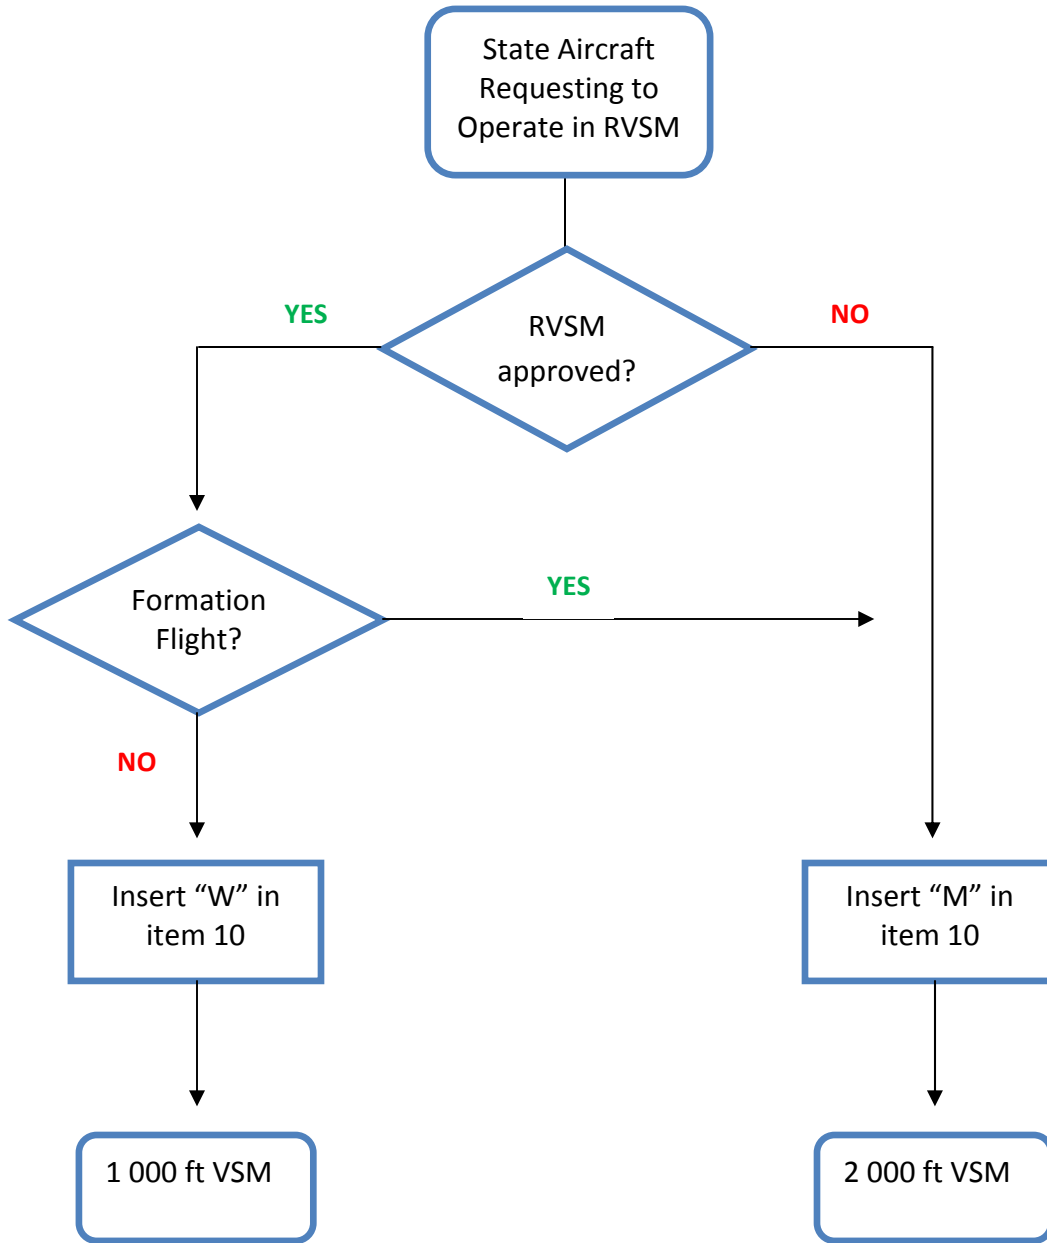 State Aircraft
Requesting to
Operate in RVSM
YES
NO
RVSM
approved?
Formation
Flight?
YES
NO
Insert “W” in
item 10
Insert “M” in
item 10
1 000 ft VSM
2 000 ft VSM